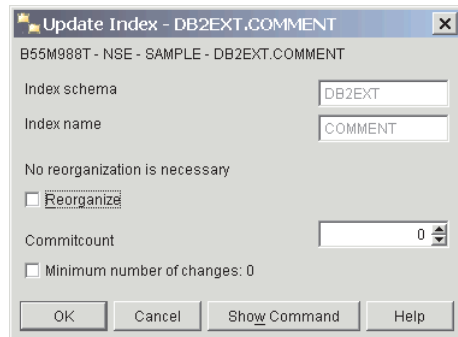 Update Index - DB2EXT.COMMENT
B55M988T - NSE - SAMPLE - DB2EXT.COMMENT
Index schema DB2EXT
Index name COMMENT
No reorganization is necessary
Reorganize
Commitcount 0
Minimum number of changes: 0
OK Cancel Show Command Help